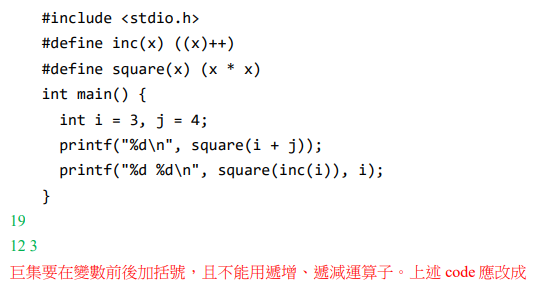 #include <stdio.h>
#define inc(x) ((x)++)
#define square(x) (x * x)
int main() {
  int i = 3, j = 4;
  printf("%d\n", square(i + j));
  printf("%d %d\n", square(inc(i)), i);
}
19
12 3
巨集要在變數前後加括號，且不能用遞增、遞減運算子。上述 code 應改成